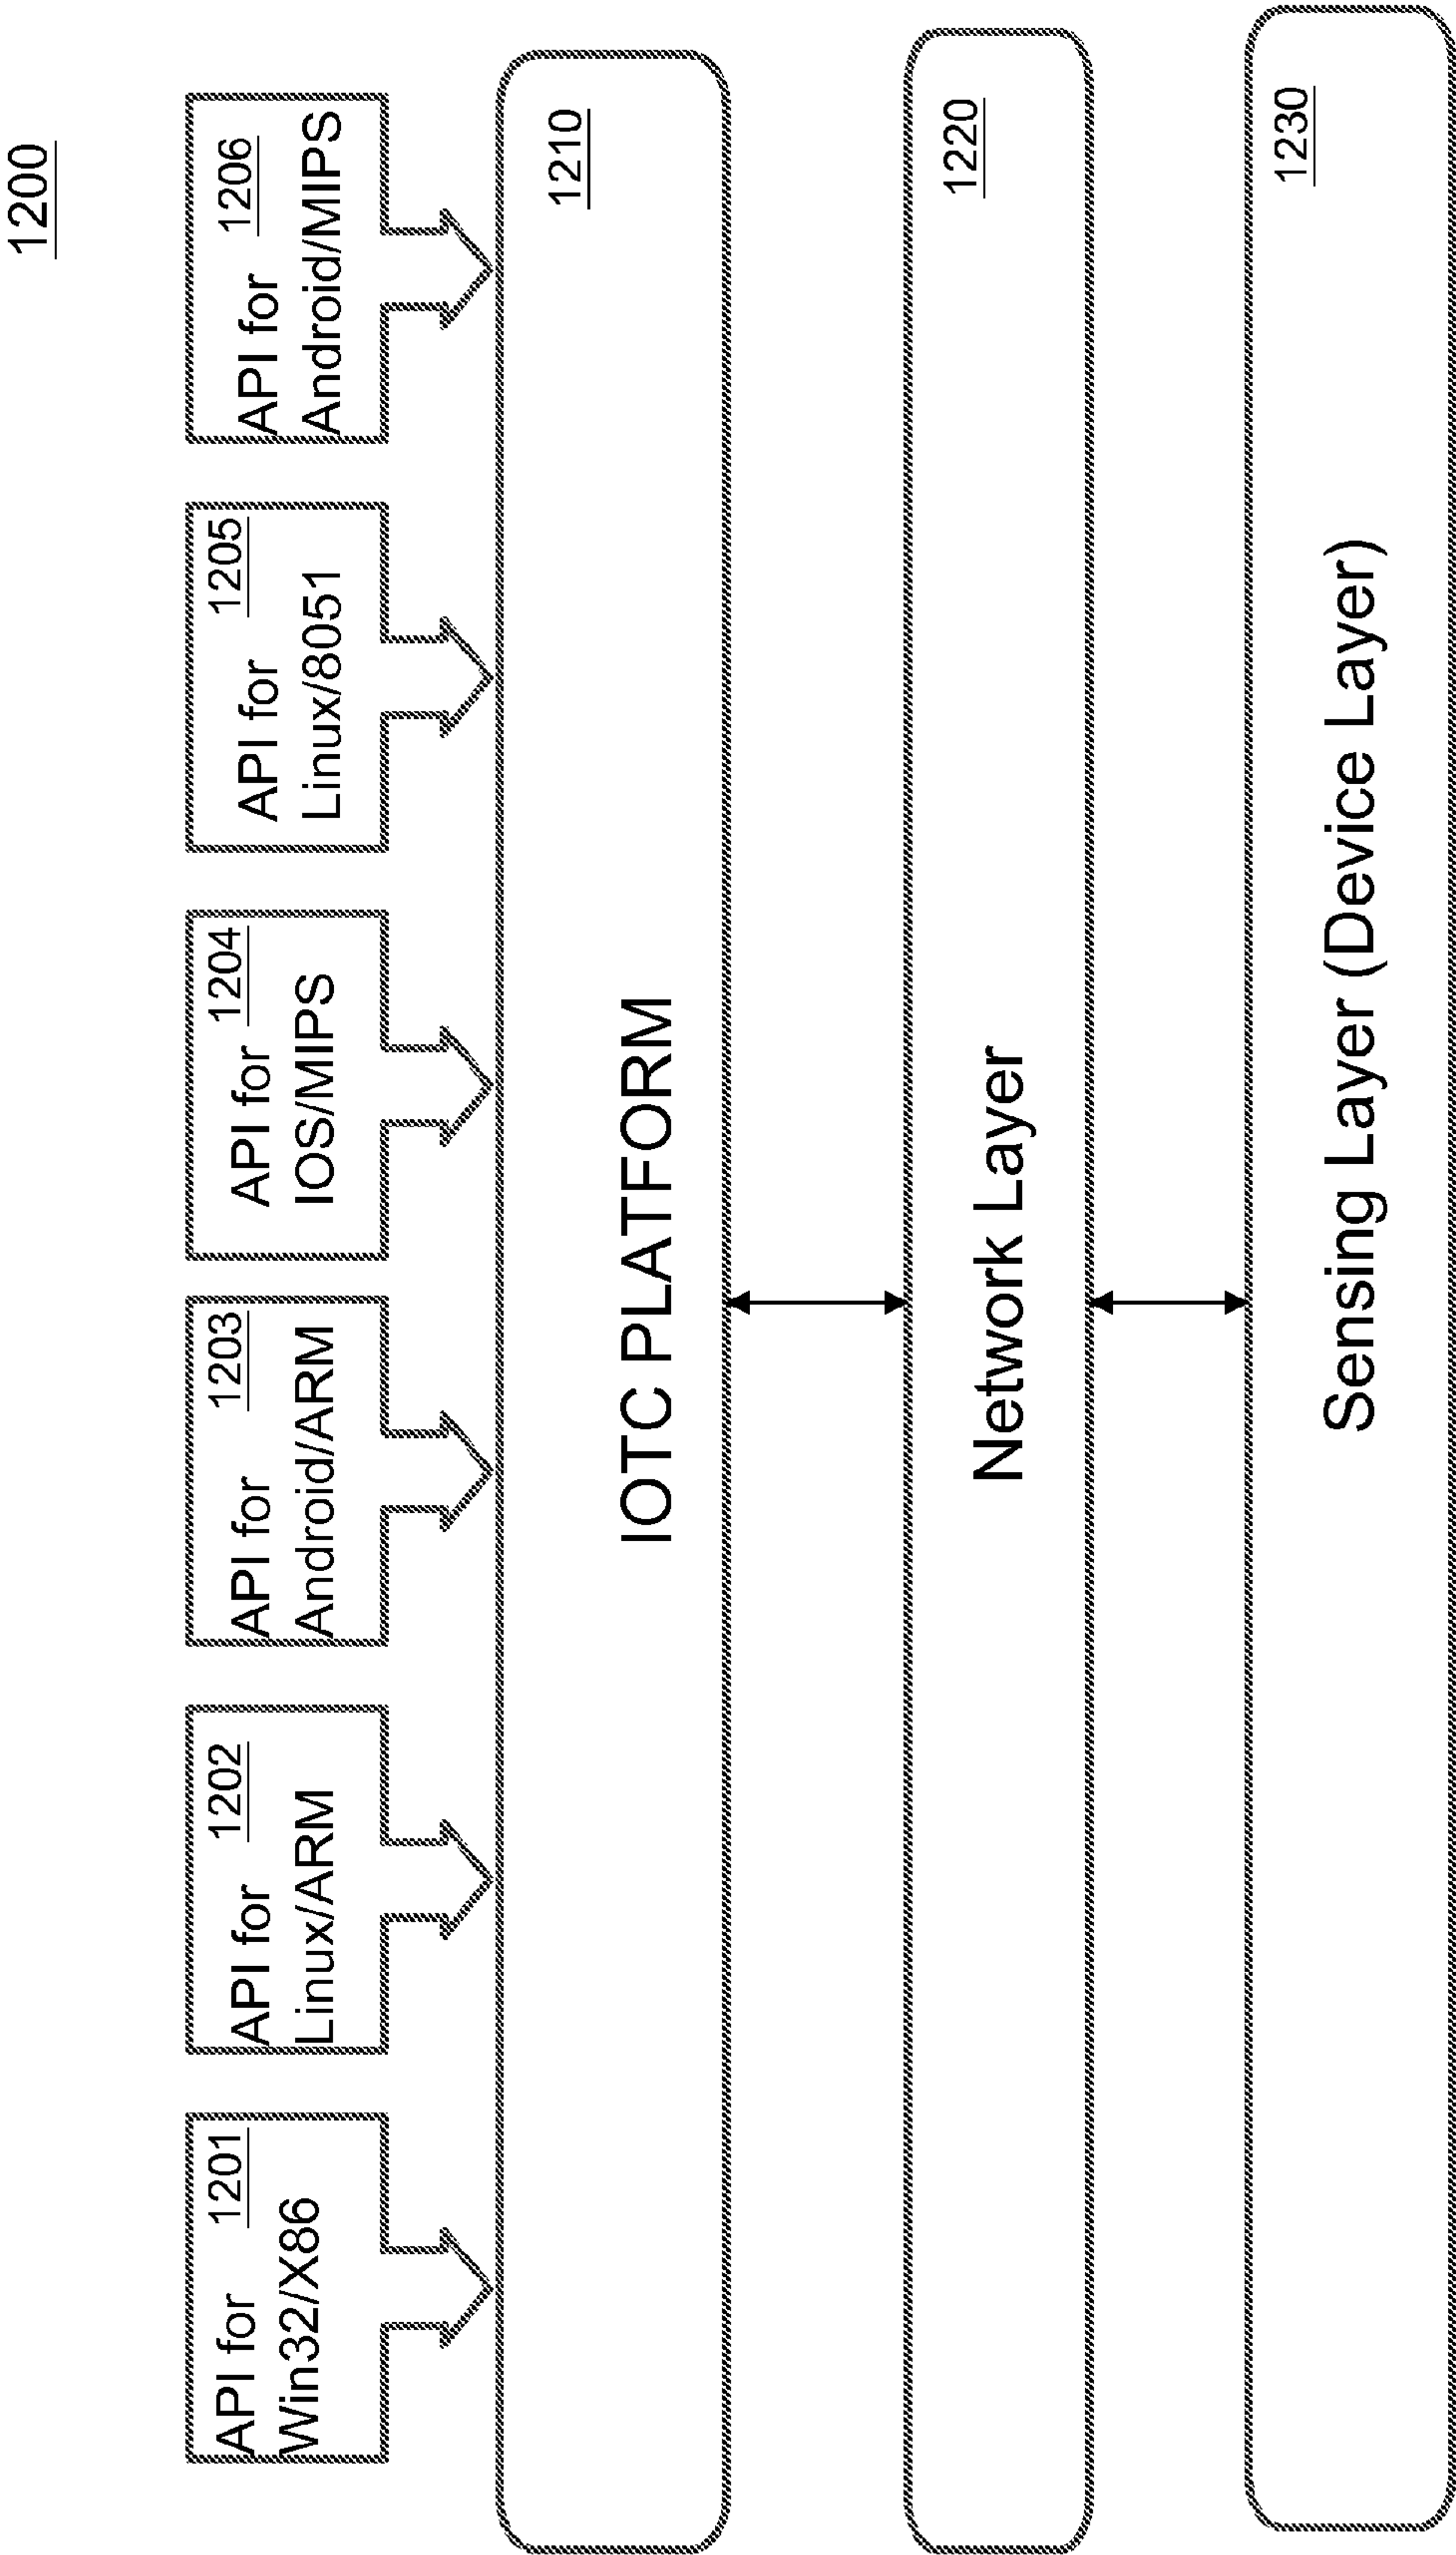 1200
API for 1201
Win32/X86
API for 1202
Linux/ARM
API for 1203
Android/ARM
API for 1204
IOS/MIPS
API for 1205
Linux/8051
API for 1206
Android/MIPS
1210
IOTC PLATFORM
1220
Network Layer
1230
Sensing Layer (Device Layer)